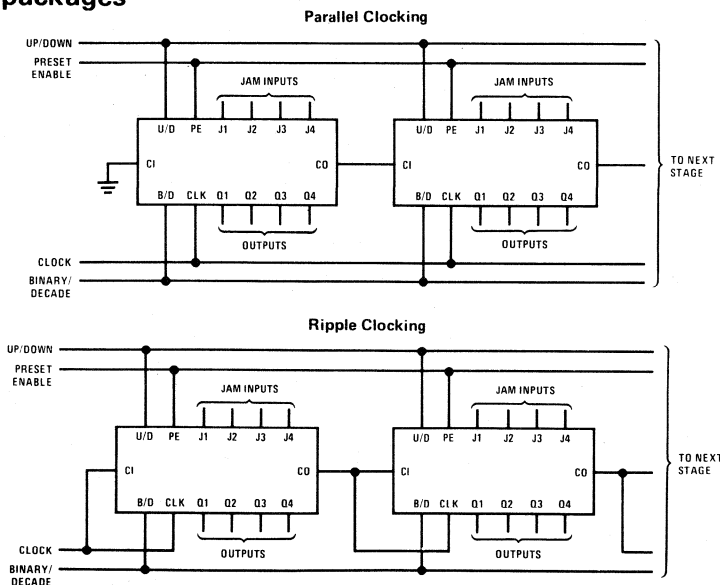 packages
Parallel Clocking
UP/DOWN
PRESET
ENABLE
JAM INPUTS
JAM INPUTS
U/D PE J1 J2 J3 J4
U/D PE J1 J2 J3 J4
CI
CO
CI
CO
TO NEXT
STAGE
B/D CLK Q1 Q2 Q3 Q4
B/D CLK Q1 Q2 Q3 Q4
OUTPUTS
OUTPUTS
CLOCK
BINARY/
DECADE
Ripple Clocking
UP/DOWN
PRESET
ENABLE
JAM INPUTS
JAM INPUTS
U/D PE J1 J2 J3 J4
U/D PE J1 J2 J3 J4
CI
CO
CI
CO
TO NEXT
STAGE
B/D CLK Q1 Q2 Q3 Q4
B/D CLK Q1 Q2 Q3 Q4
OUTPUTS
OUTPUTS
CLOCK
BINARY/
DECADE